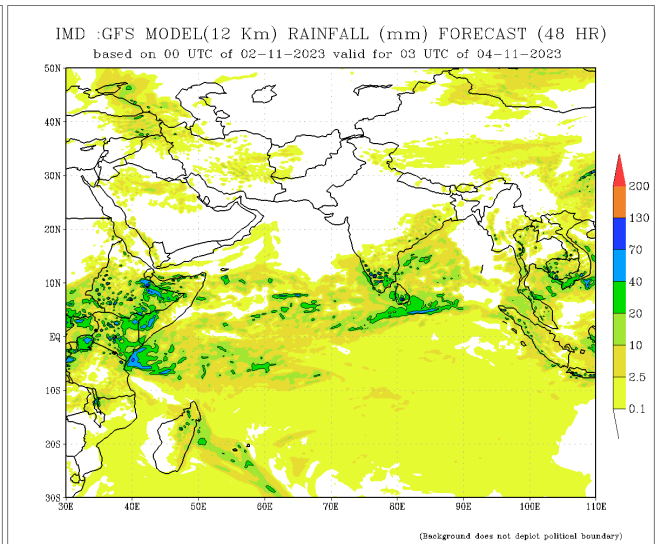 IMD :GFS MODEL(12 Km) RAINFALL (mm) FORECAST (48 HR)
based on 00 UTC of 02-11-2023 valid for 03 UTC of 04-11-2023
50N
40N
30N
20N
10N
EQ
10S
20S
30S
30E 40E 50E 60E 70E 80E 90E 100E 110E
200
130
70
40
20
10
2.5
0.1
(Background does not depict political boundary)